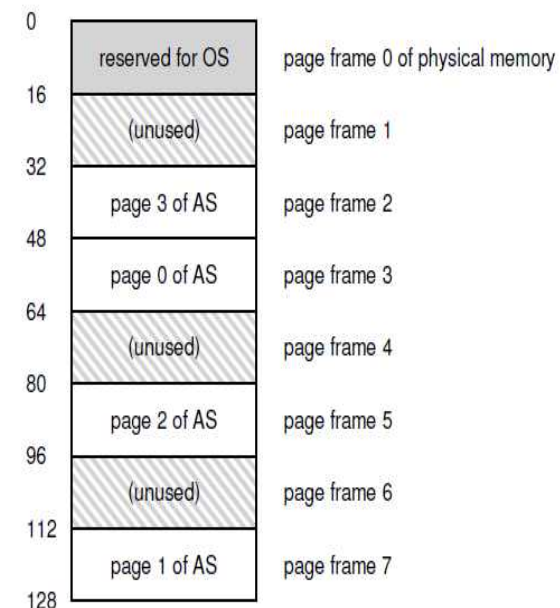 0
reserved for OS page frame 0 of physical memory
16
(unused) page frame 1
32
page 3 of AS page frame 2
48
page 0 of AS page frame 3
64
(unused) page frame 4
80
page 2 of AS page frame 5
96
(unused) page frame 6
112
page 1 of AS page frame 7
128